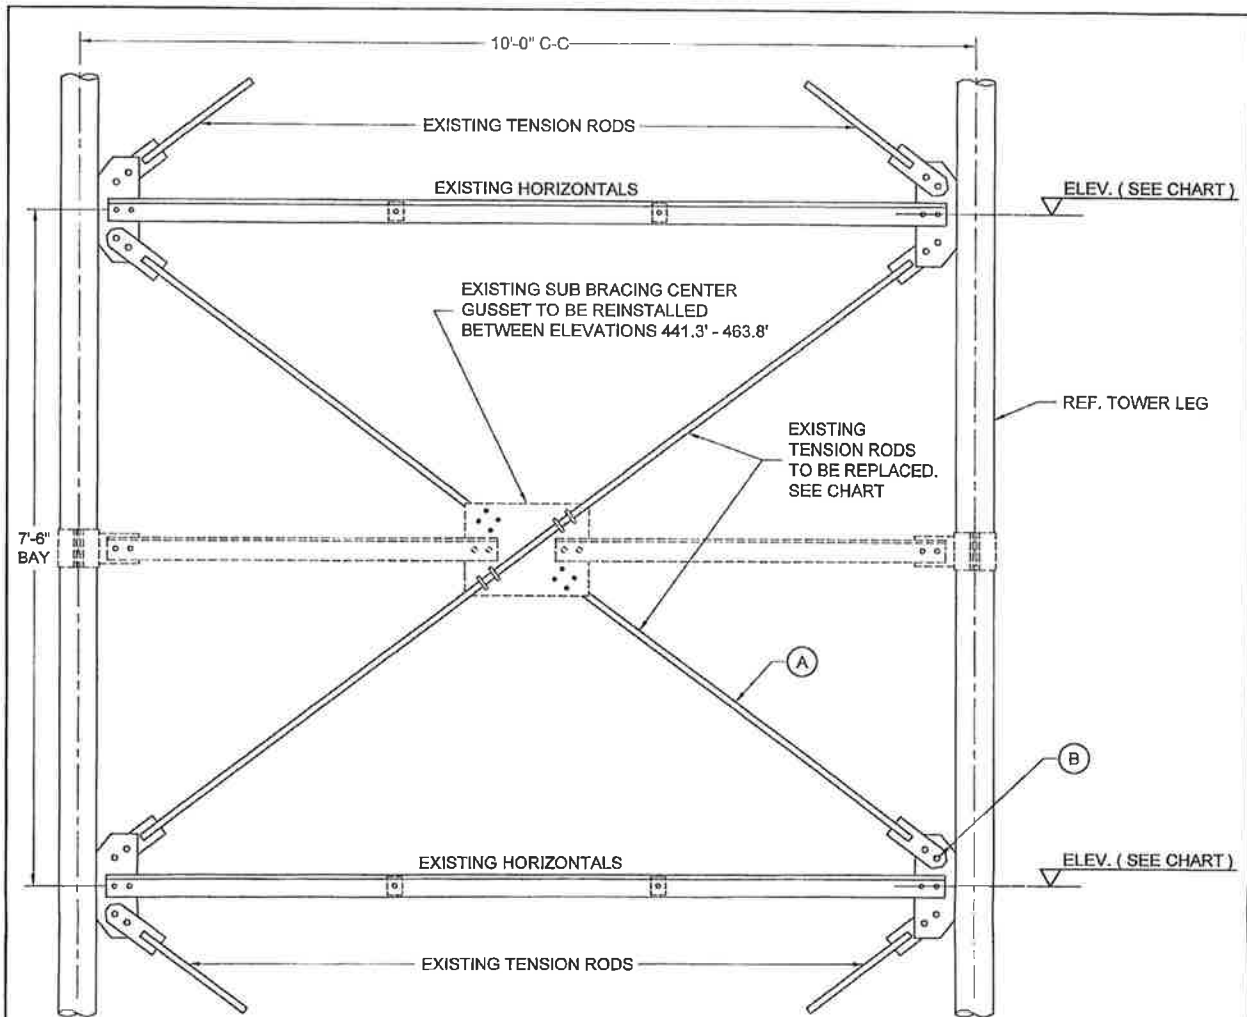 10'-0" C-C
EXISTING TENSION RODS
EXISTING HORIZONTALS
ELEV. ( SEE CHART )
EXISTING SUB BRACING CENTER
GUSSET TO BE REINSTALLED
BETWEEN ELEVATIONS 441.3' - 463.8'
REF. TOWER LEG
EXISTING
TENSION RODS
TO BE REPLACED.
SEE CHART
7'-6"
BAY
A
B
EXISTING HORIZONTALS
ELEV. ( SEE CHART )
EXISTING TENSION RODS